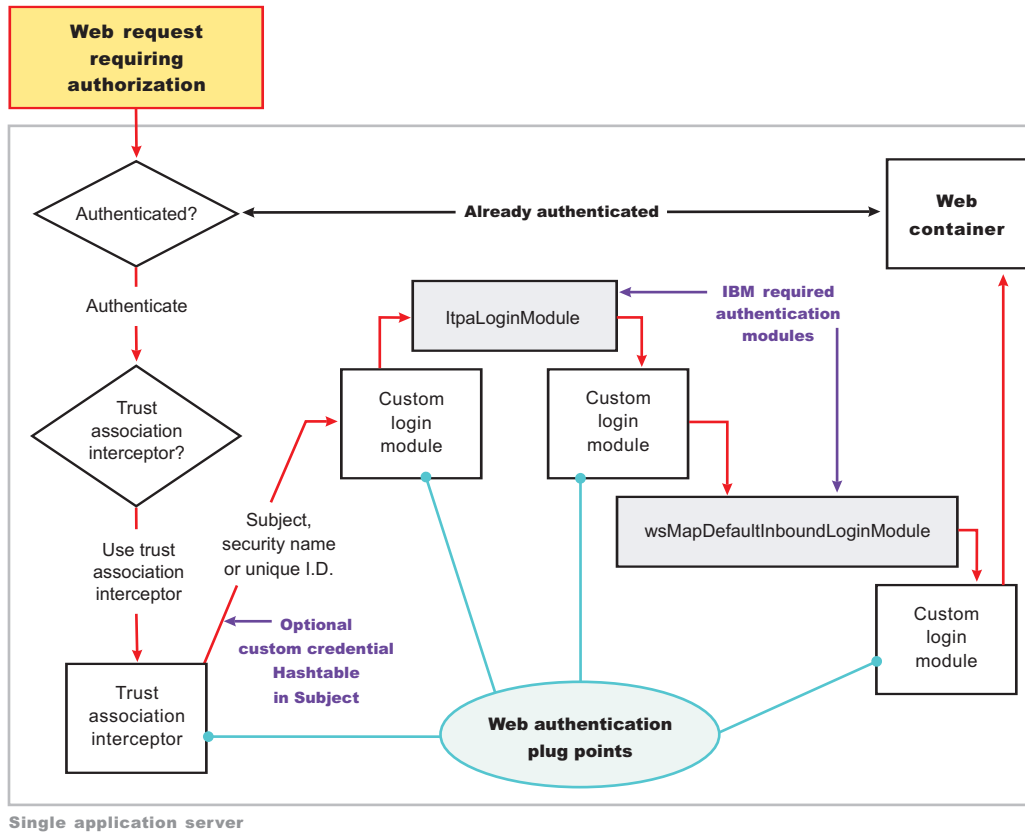 Web request
requiring
authorization
Authenticated?
Already authenticated
Web
container
Authenticate
ltpaLoginModule
IBM required
authentication
modules
Trust
association
interceptor?
Custom
login
module
Custom
login
module
Subject,
security name
or unique I.D.
wsMapDefaultInboundLoginModule
Use trust
association
interceptor
Optional
custom credential
Hashtable
in Subject
Custom
login
module
Trust
association
interceptor
Web authentication
plug points
Single application server